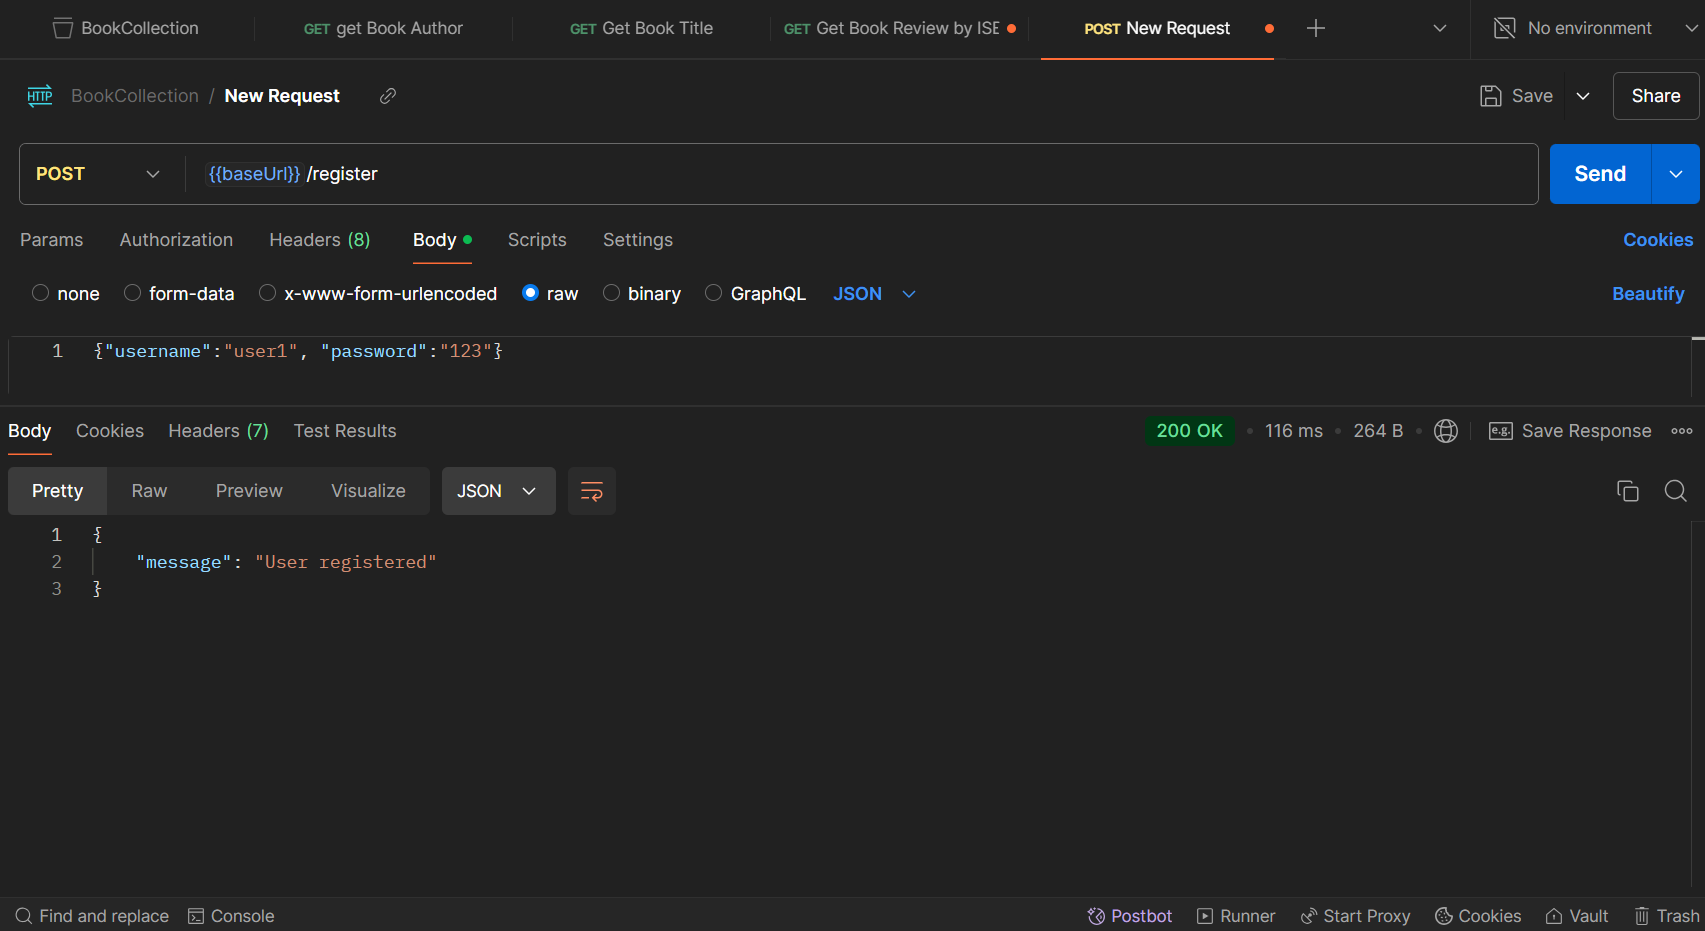 BookCollection GET get Book Author GET Get Book Title GET Get Book Review by ISE POST New Request No environment
HTTP BookCollection / New Request Save Share
POST {{baseUrl}} /register Send
Params Authorization Headers (8) Body Scripts Settings Cookies
none form-data x-www-form-urlencoded raw binary GraphQL JSON Beautify
1 {"username":"user1", "password":"123"}
Body Cookies Headers (7) Test Results 200 OK • 116 ms • 264 B • e.g. Save Response
Pretty Raw Preview Visualize JSON
1 {
2 "message": "User registered"
3 }
Find and replace Console Postbot Runner Start Proxy Cookies Vault Trash